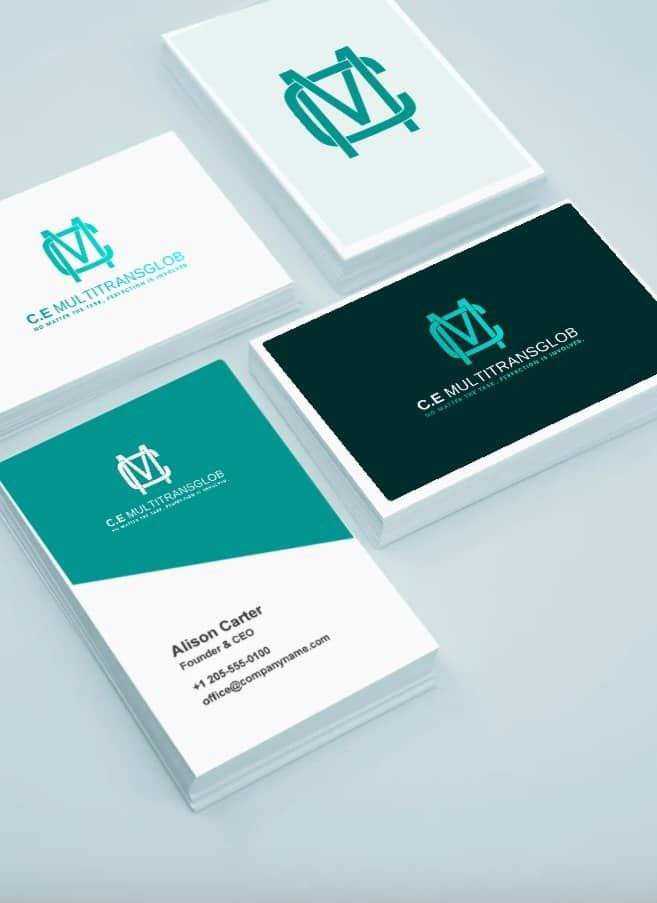 C.E MULTITRANSGLOB
NO MATTER THE TASK, PERFECTION IS INVOLVED.
C.E MULTITRANSGLOB
NO MATTER THE TASK, PERFECTION IS INVOLVED.
C.E MULTITRANSGLOB
NO MATTER THE TASK, PERFECTION IS INVOLVED.
Alison Carter
Founder & CEO
+1 205-555-0100
office@companyname.com